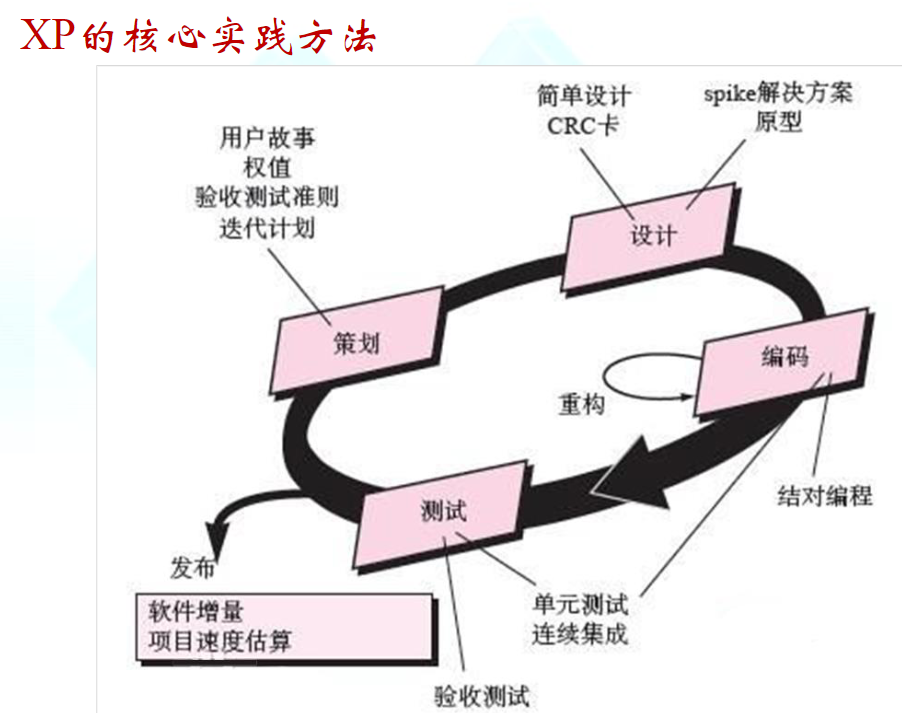 XP的核心实践方法
简单设计
CRC卡
spike解决方案
原型
用户故事
权值
验收测试准则
迭代计划
设计
策划
编码
重构
结对编程
测试
发布
软件增量
项目速度估算
单元测试
连续集成
验收测试